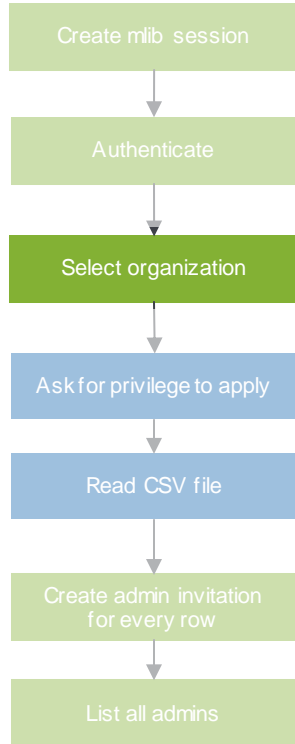 Create mlib session
Authenticate
Select organization
Ask for privilege to apply
Read CSV file
Create admin invitation
for every row
List all admins